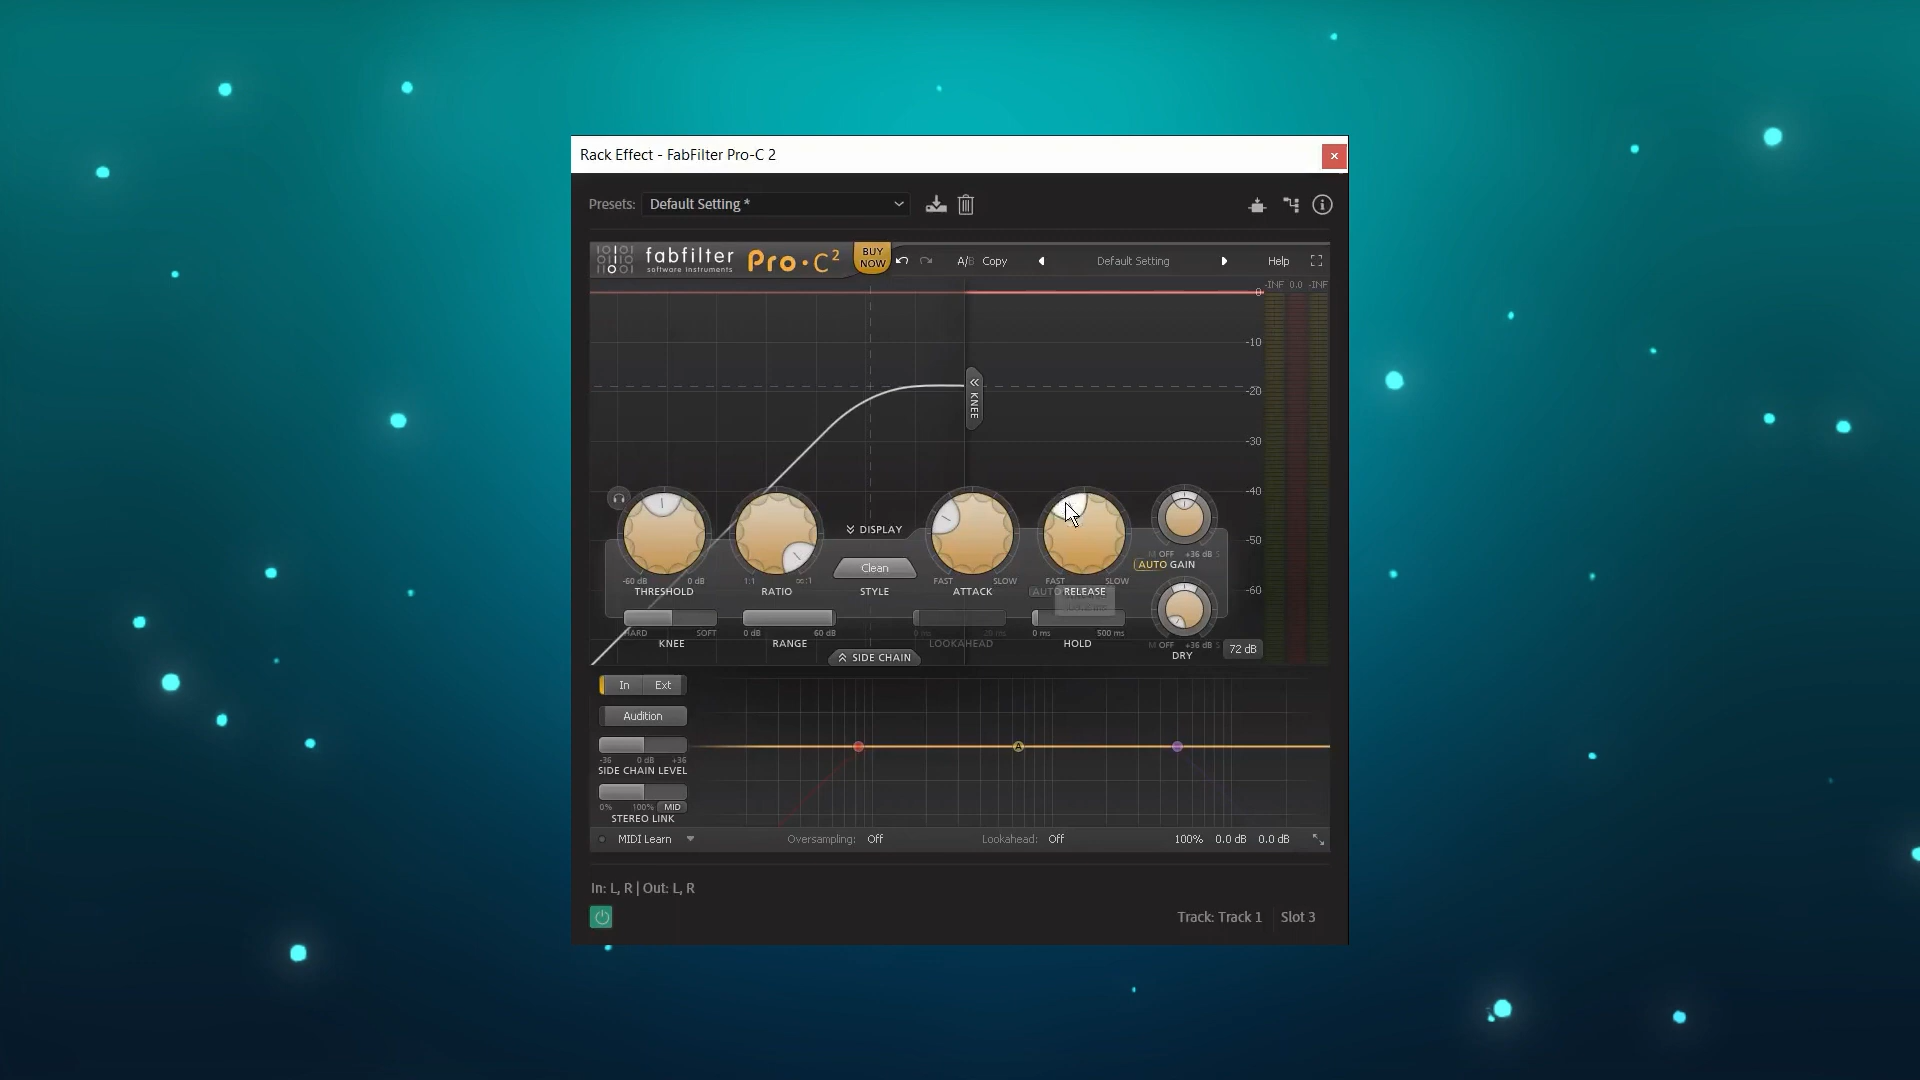 Rack Effect - FabFilter Pro-C 2
x
Presets: Default Setting *
fabfilter
software instruments
Pro·C²
BUY NOW
A/B Copy Default Setting Help
-INF 0.0 -INF
0
-10
-20
-30
-40
-50
-60
KNEE
DISPLAY
Clean
STYLE
-60 dB 0 dB
THRESHOLD
1:1 ∞:1
RATIO
FAST SLOW
ATTACK
FAST SLOW
AUTO RELEASE
OFF +36 dB S
AUTO GAIN
HARD SOFT
KNEE
0 dB 60 dB
RANGE
0 ms 20 ms
LOOKAHEAD
0 ms 500 ms
HOLD
OFF +36 dB S
DRY
72 dB
SIDE CHAIN
In Ext
Audition
-36 0 dB +36
SIDE CHAIN LEVEL
0% 100% MID
STEREO LINK
A
MIDI Learn Oversampling: Off Lookahead: Off 100% 0.0 dB 0.0 dB
In: L, R | Out: L, R
Track: Track 1 Slot 3